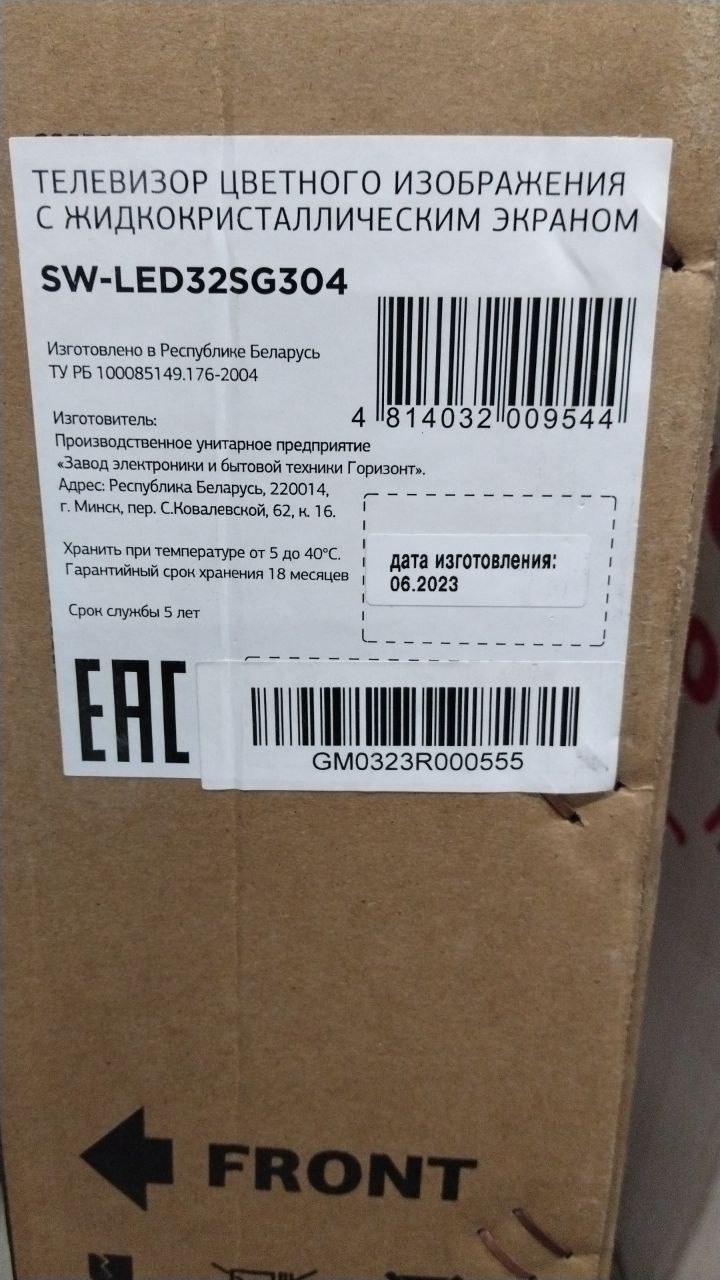 ТЕЛЕВИЗОР ЦВЕТНОГО ИЗОБРАЖЕНИЯ
С ЖИДКОКРИСТАЛЛИЧЕСКИМ ЭКРАНОМ
SW-LED32SG304
Изготовлено в Республике Беларусь
ТУ РБ 100085149.176-2004
4 814032 009544
Изготовитель:
Производственное унитарное предприятие
«Завод электроники и бытовой техники Горизонт».
Адрес: Республика Беларусь, 220014,
г. Минск, пер. С.Ковалевской, 62, к. 16.
Хранить при температуре от 5 до 40°С.
Гарантийный срок хранения 18 месяцев
дата изготовления:
06.2023
Срок службы 5 лет
EAC
GM0323R000555
FRONT